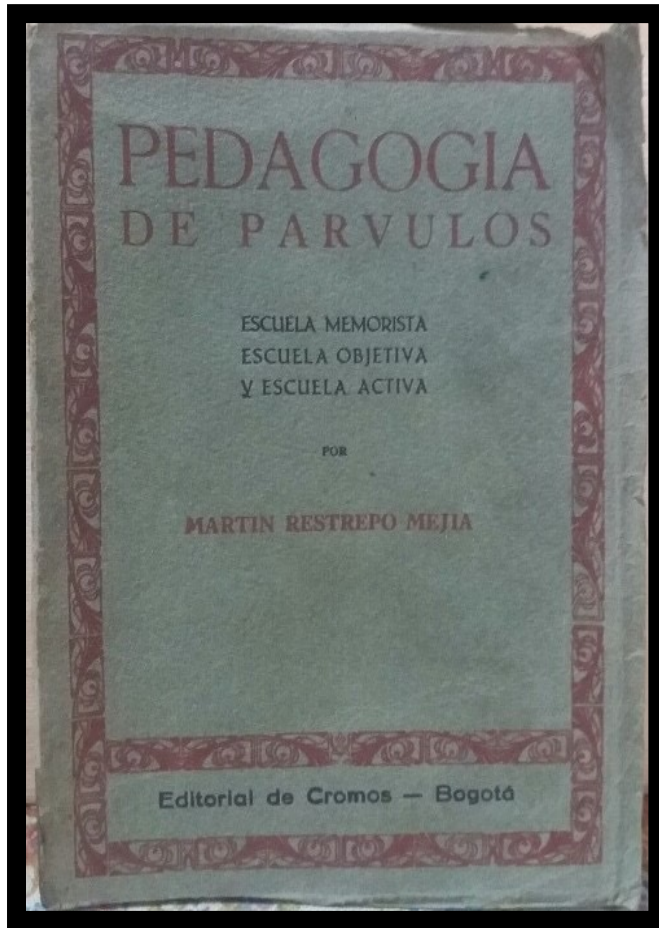 PEDAGOGIA
DE PARVULOS
ESCUELA MEMORISTA
ESCUELA OBJETIVA
Y ESCUELA ACTIVA
POR
MARTIN RESTREPO MEJIA
Editorial de Cromos — Bogotá